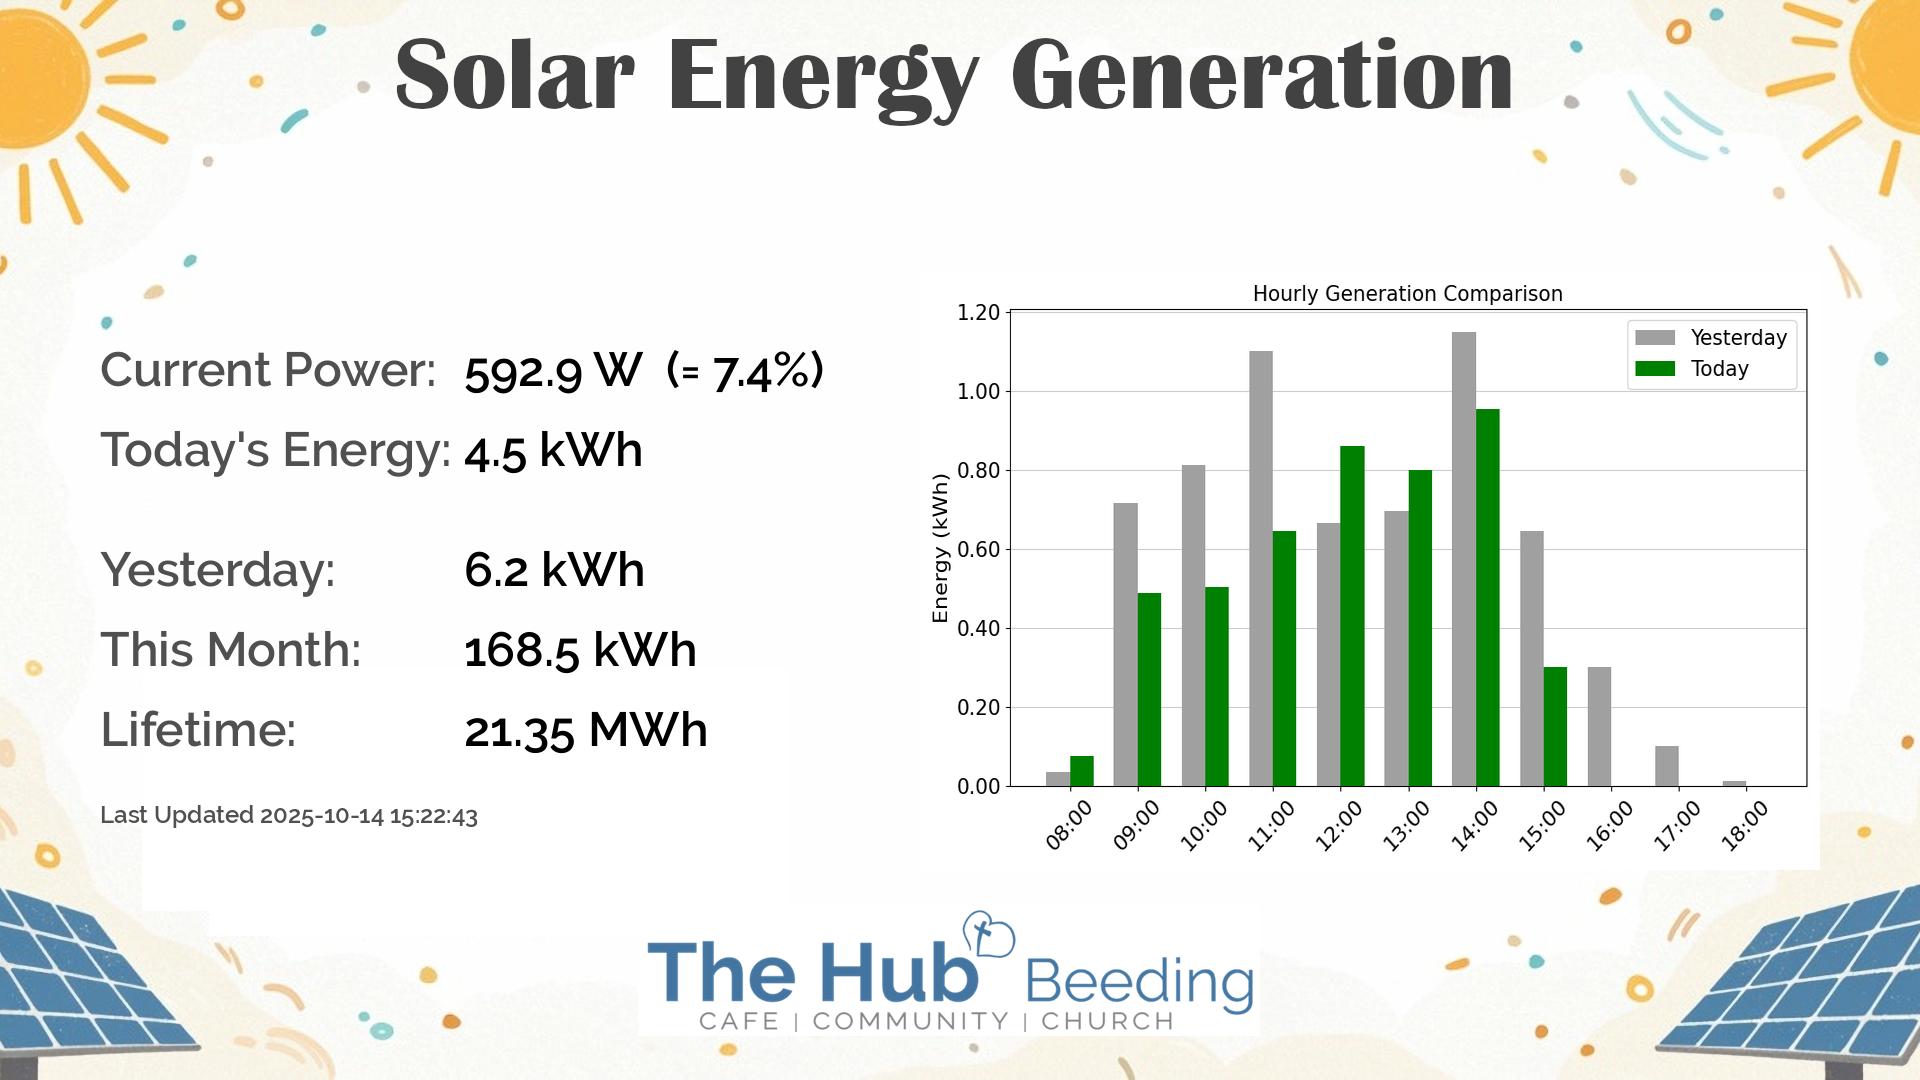 Solar Energy Generation
Current Power: 592.9 W (= 7.4%)
Today's Energy: 4.5 kWh
Yesterday: 6.2 kWh
This Month: 168.5 kWh
Lifetime: 21.35 MWh
Last Updated 2025-10-14 15:22:43
Hourly Generation Comparison
Yesterday
Today
Energy (kWh)
1.20
1.00
0.80
0.60
0.40
0.20
0.00
08:00 09:00 10:00 11:00 12:00 13:00 14:00 15:00 16:00 17:00 18:00
The Hub Beeding
CAFE | COMMUNITY | CHURCH